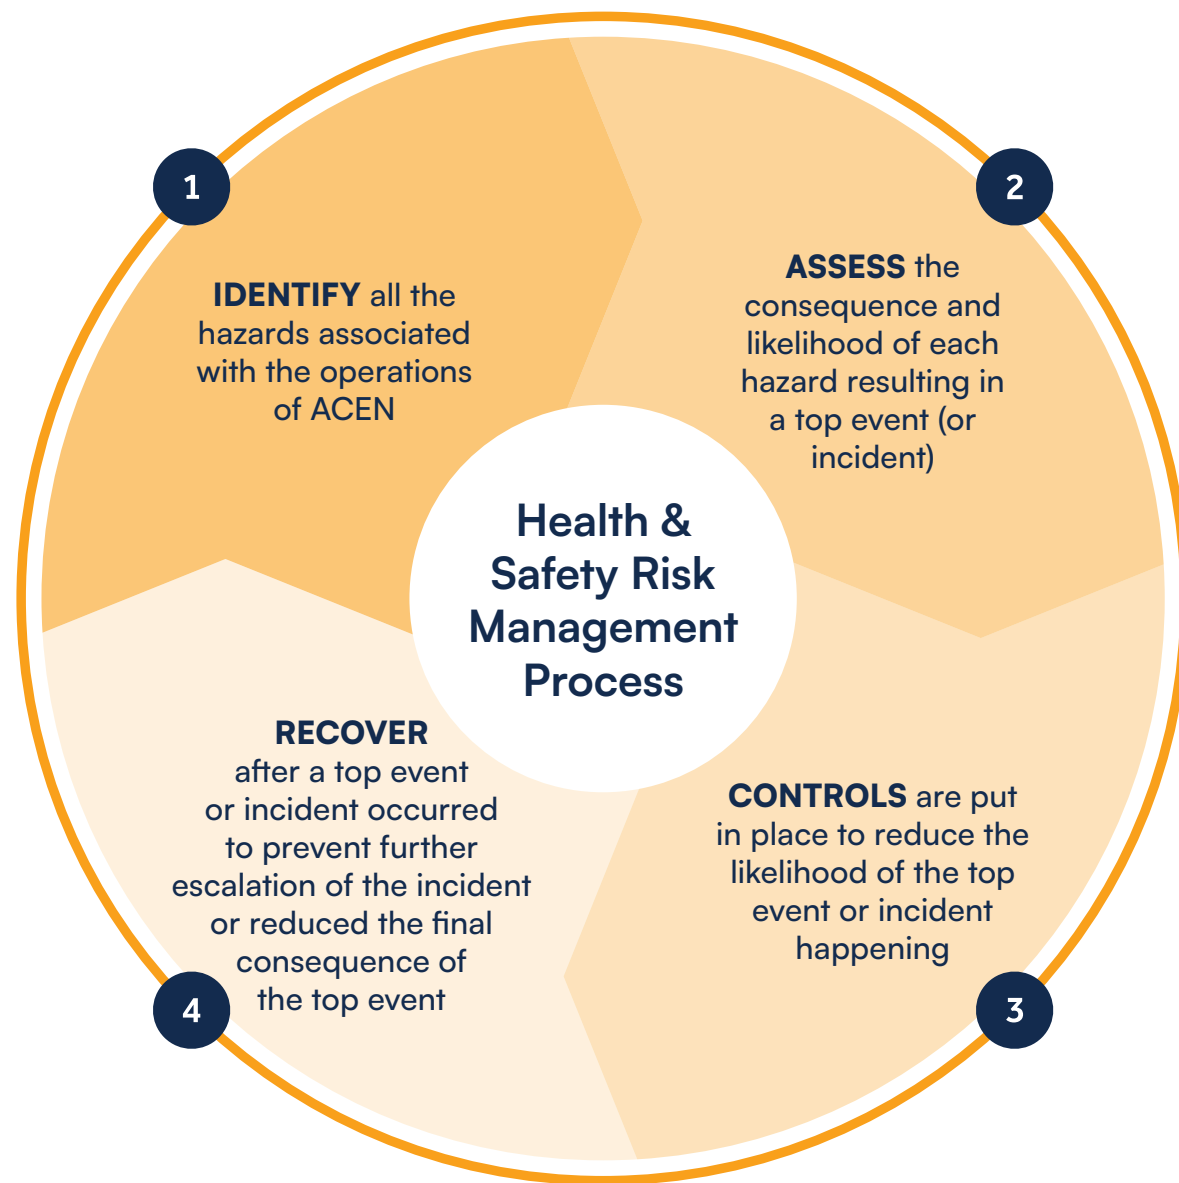 1
IDENTIFY all the
hazards associated
with the operations
of ACEN
2
ASSESS the
consequence and
likelihood of each
hazard resulting in
a top event (or
incident)
Health &
Safety Risk
Management
Process
CONTROLS are put
in place to reduce the
likelihood of the top
event or incident
happening
3
RECOVER
after a top event
or incident occurred
to prevent further
escalation of the incident
or reduced the final
consequence of
the top event
4